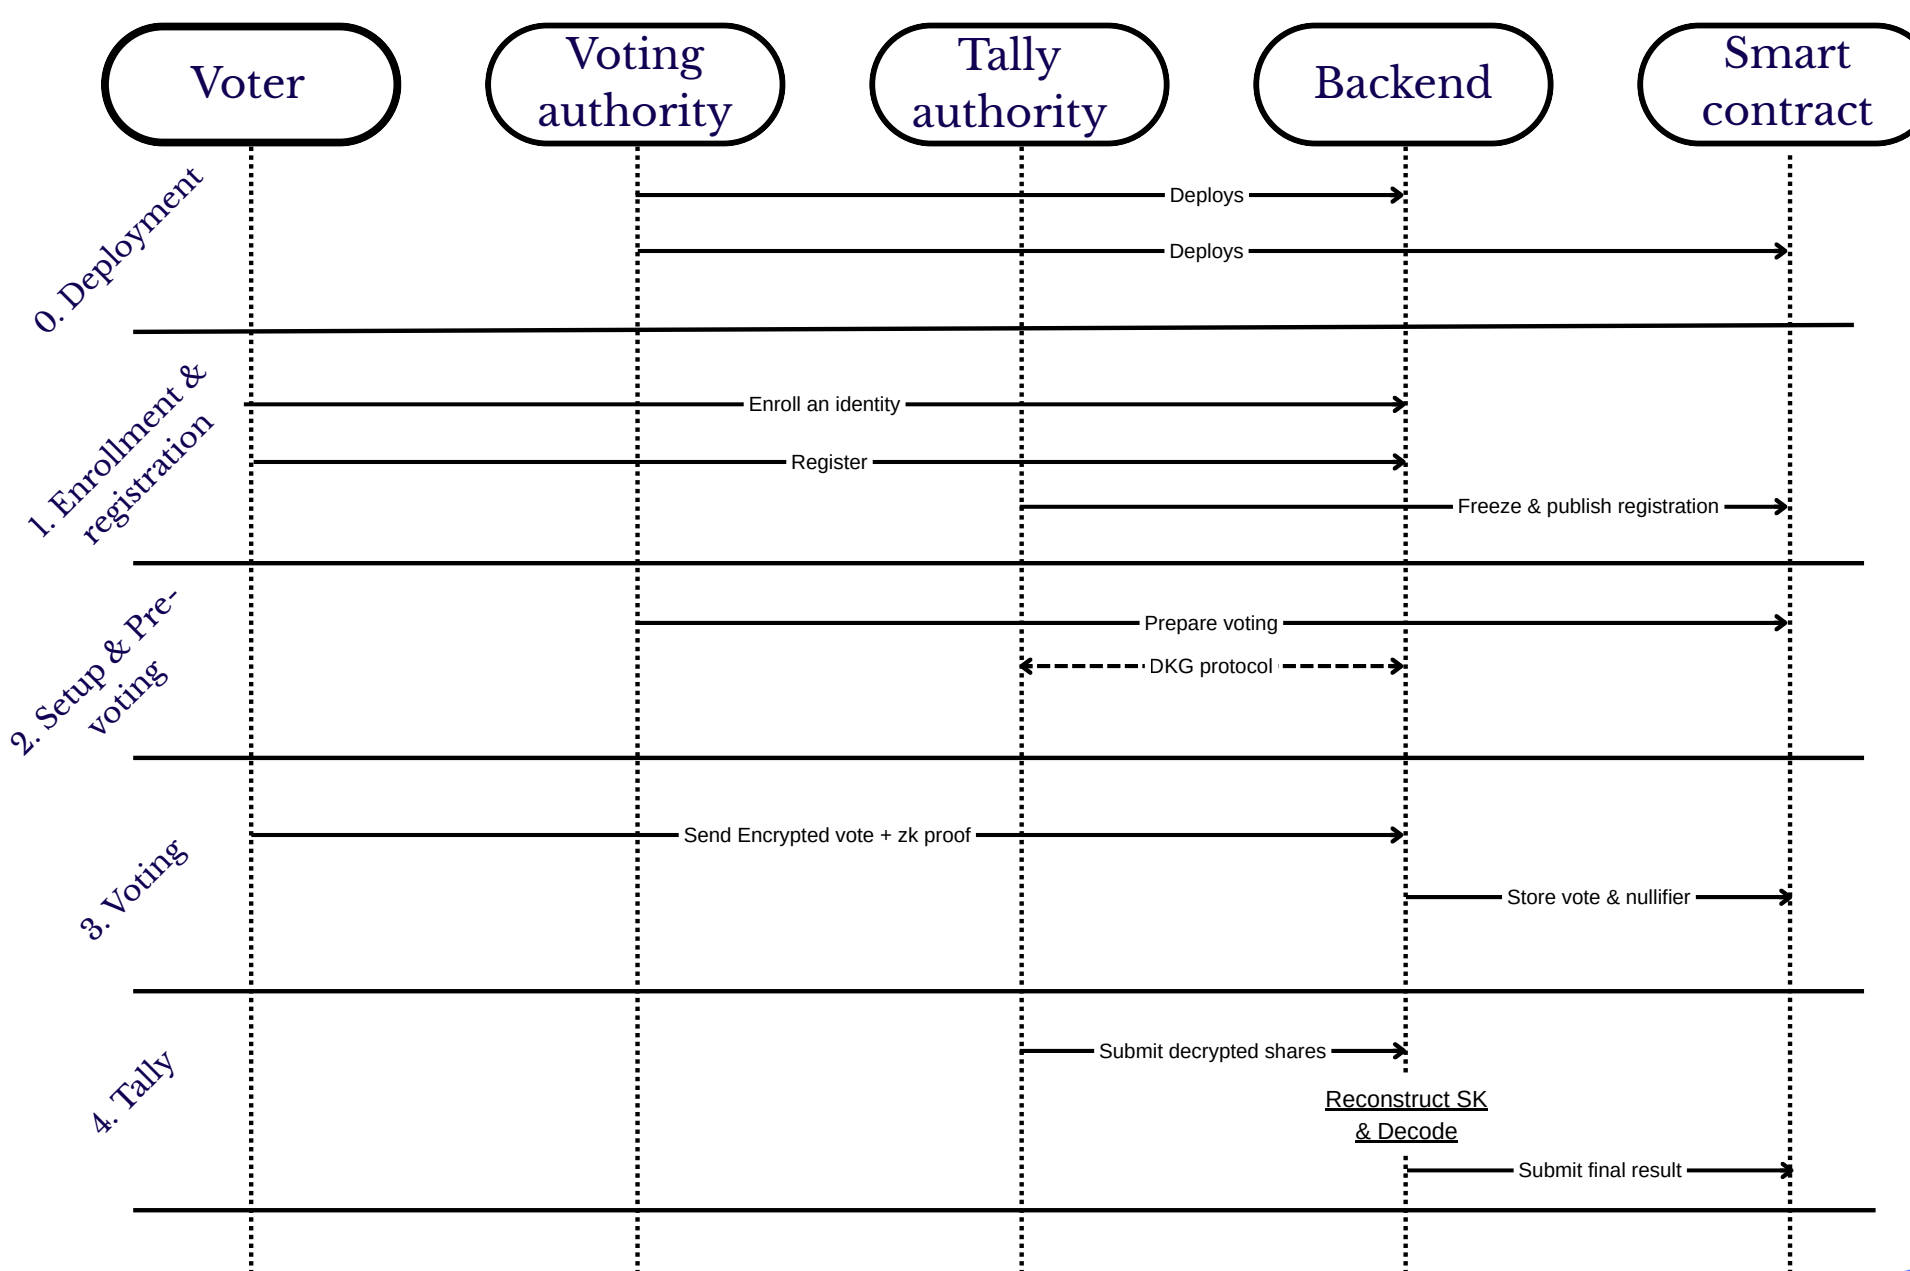 Voter
Voting
authority
Tally
authority
Backend
Smart
contract
0. Deployment
Deploys
Deploys
1. Enrollment &
registration
Enroll an identity
Register
Freeze & publish registration
2. Setup & Pre-
voting
Prepare voting
DKG protocol
3. Voting
Send Encrypted vote + zk proof
Store vote & nullifier
4. Tally
Submit decrypted shares
Reconstruct SK
& Decode
Submit final result